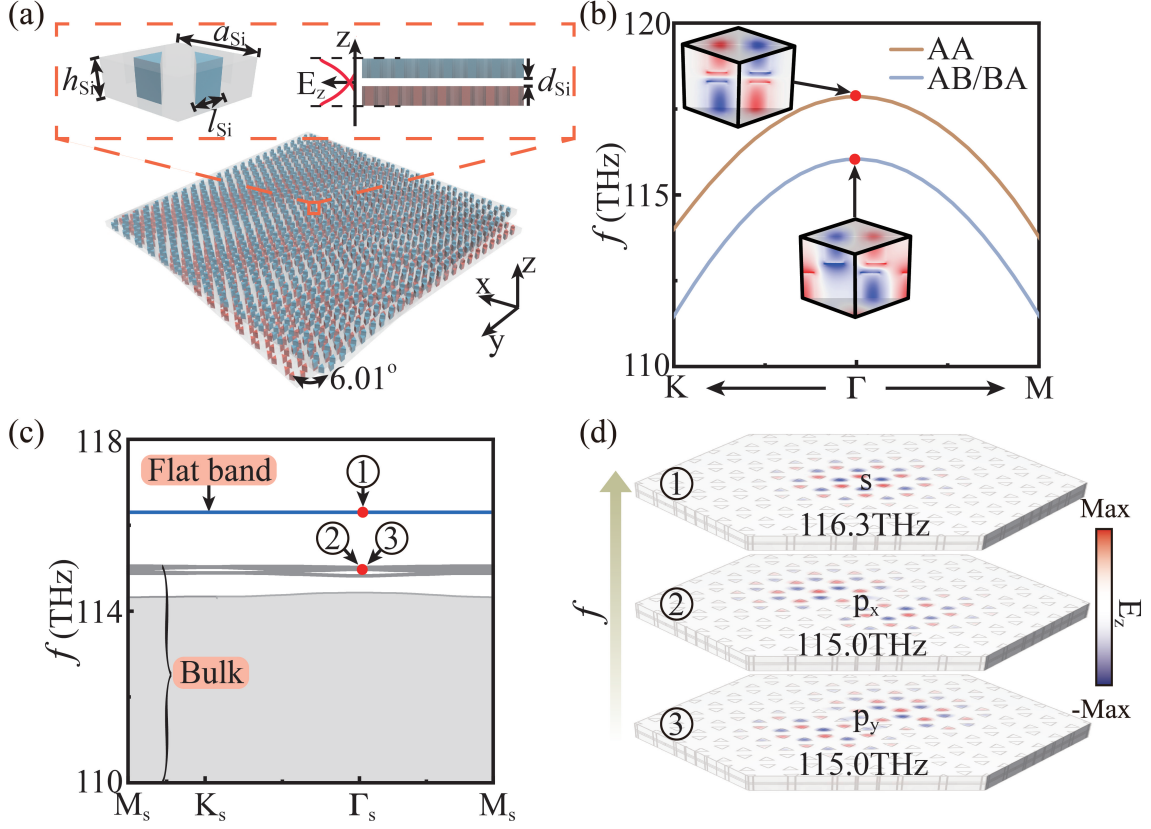 (a)
a_Si
h_Si
l_Si
z
E_z
d_Si
x
z
y
6.01°
(b)
120
115
110
f (THz)
AA
AB/BA
K
Γ
M
(c)
118
114
110
f (THz)
Flat band
①
② ③
Bulk
M_s K_s Γ_s M_s
(d)
f
①
s
116.3THz
②
p_x
115.0THz
③
p_y
115.0THz
Max
E_z
-Max